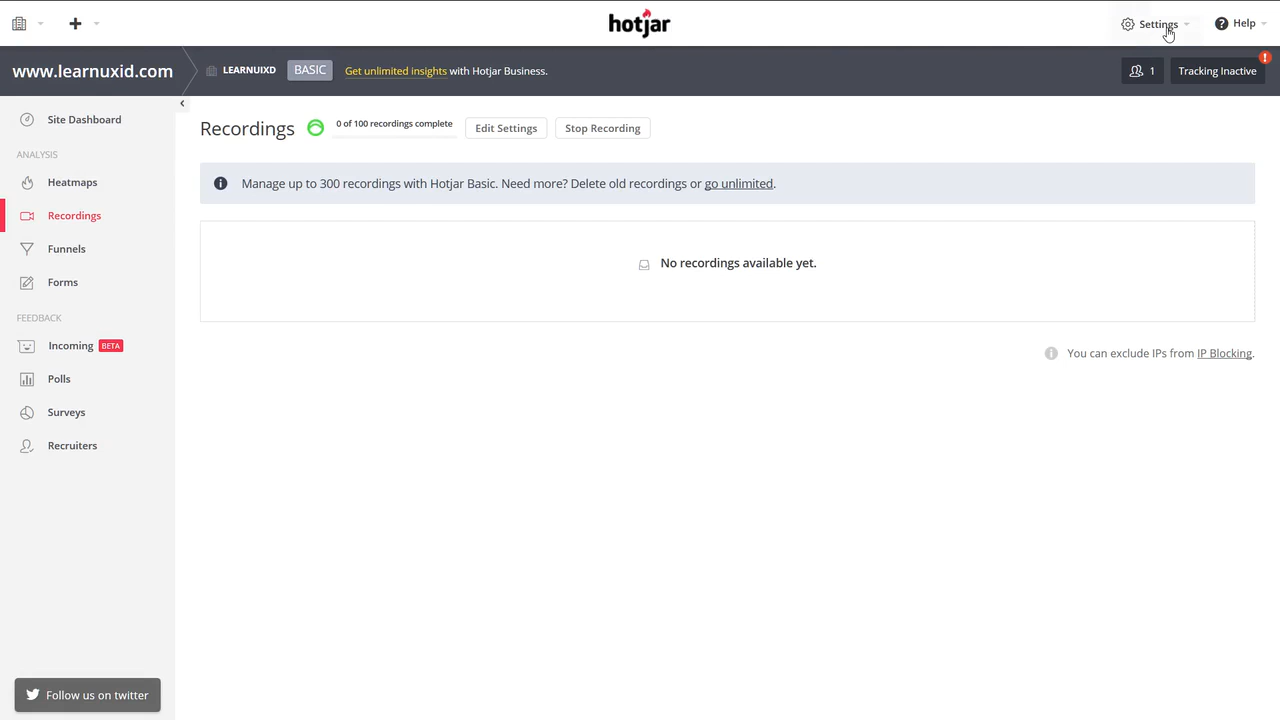 hotjar
Settings
Help
www.learnuxid.com
LEARNUIXD
BASIC
Get unlimited insights with Hotjar Business.
1
Tracking Inactive
!
Site Dashboard
ANALYSIS
Heatmaps
Recordings
Funnels
Forms
FEEDBACK
Incoming BETA
Polls
Surveys
Recruiters
Follow us on twitter
Recordings
0 of 100 recordings complete
Edit Settings
Stop Recording
Manage up to 300 recordings with Hotjar Basic. Need more? Delete old recordings or go unlimited.
No recordings available yet.
You can exclude IPs from IP Blocking.